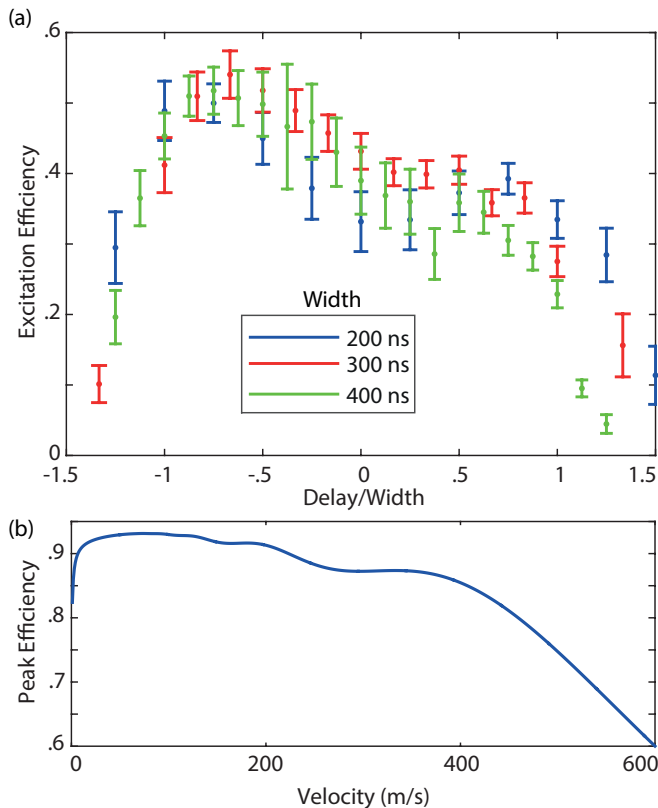 (a)
.6
.4
.2
0
Excitation Efficiency
Width
200 ns
300 ns
400 ns
-1.5
-1
-.5
0
.5
1
1.5
Delay/Width
(b)
.9
.8
.7
.6
Peak Efficiency
0
200
400
600
Velocity (m/s)